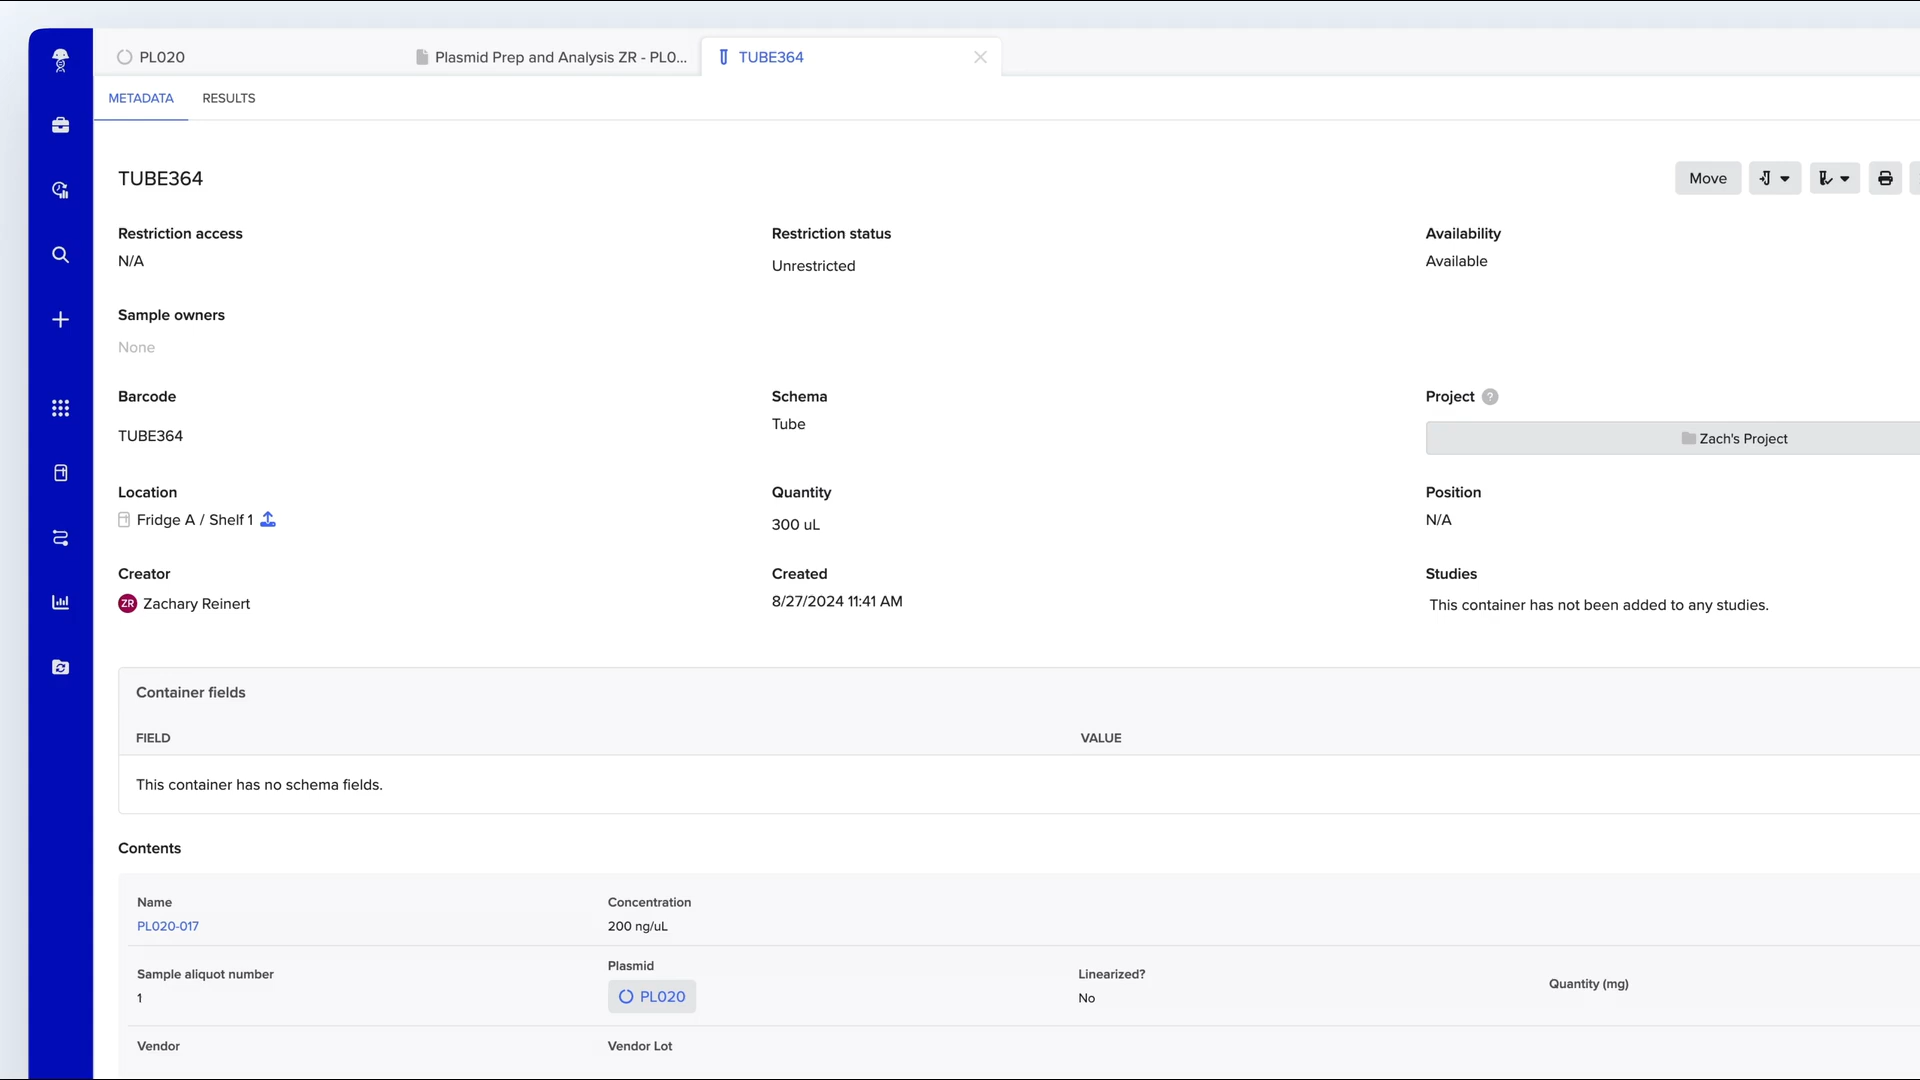 PL020
Plasmid Prep and Analysis ZR - PL0...
TUBE364
METADATA
RESULTS
TUBE364
Move
Restriction access
N/A
Restriction status
Unrestricted
Availability
Available
Sample owners
None
Barcode
TUBE364
Schema
Tube
Project ?
Zach's Project
Location
Fridge A / Shelf 1
Quantity
300 uL
Position
N/A
Creator
ZR Zachary Reinert
Created
8/27/2024 11:41 AM
Studies
This container has not been added to any studies.
Container fields
FIELD
VALUE
This container has no schema fields.
Contents
Name
PL020-017
Concentration
200 ng/uL
Sample aliquot number
1
Plasmid
PL020
Linearized?
No
Quantity (mg)
Vendor
Vendor Lot